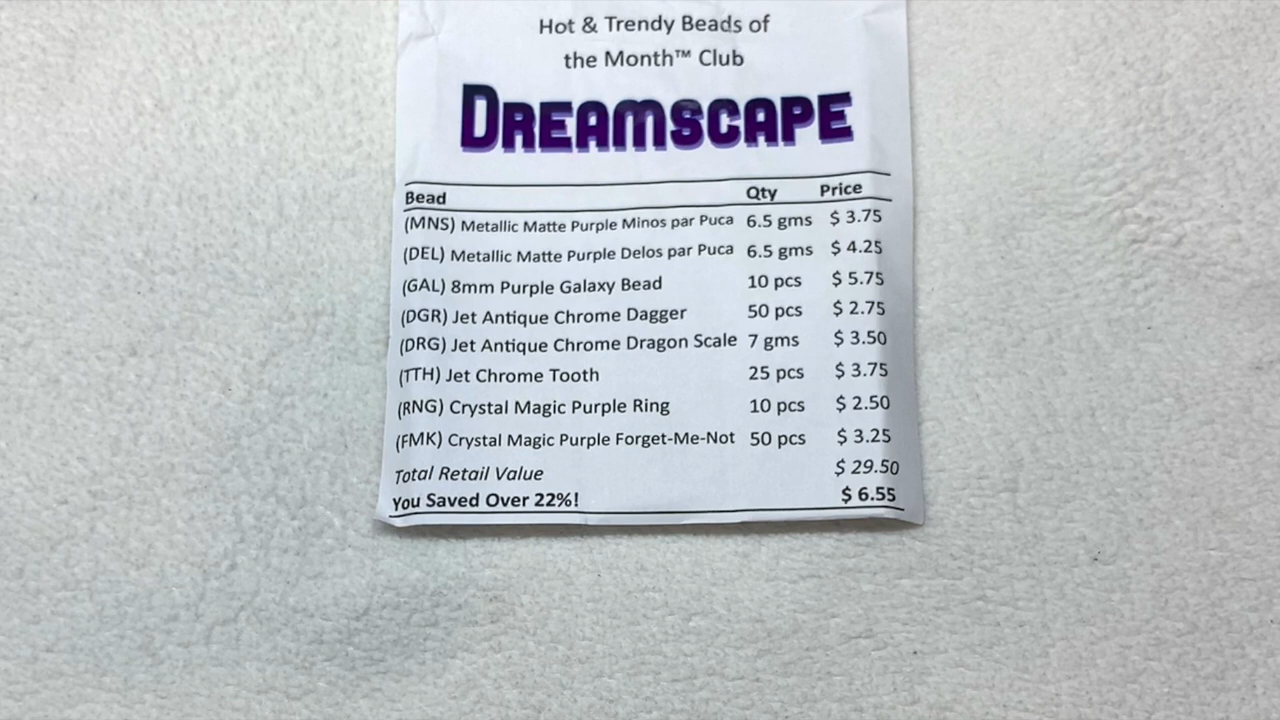 Hot & Trendy Beads of
the Month™ Club
DREAMSCAPE
Bead Qty Price
(MNS) Metallic Matte Purple Minos par Puca 6.5 gms $ 3.75
(DEL) Metallic Matte Purple Delos par Puca 6.5 gms $ 4.25
(GAL) 8mm Purple Galaxy Bead 10 pcs $ 5.75
(DGR) Jet Antique Chrome Dagger 50 pcs $ 2.75
(DRG) Jet Antique Chrome Dragon Scale 7 gms $ 3.50
(TTH) Jet Chrome Tooth 25 pcs $ 3.75
(RNG) Crystal Magic Purple Ring 10 pcs $ 2.50
(FMK) Crystal Magic Purple Forget-Me-Not 50 pcs $ 3.25
Total Retail Value $ 29.50
You Saved Over 22%! $ 6.55